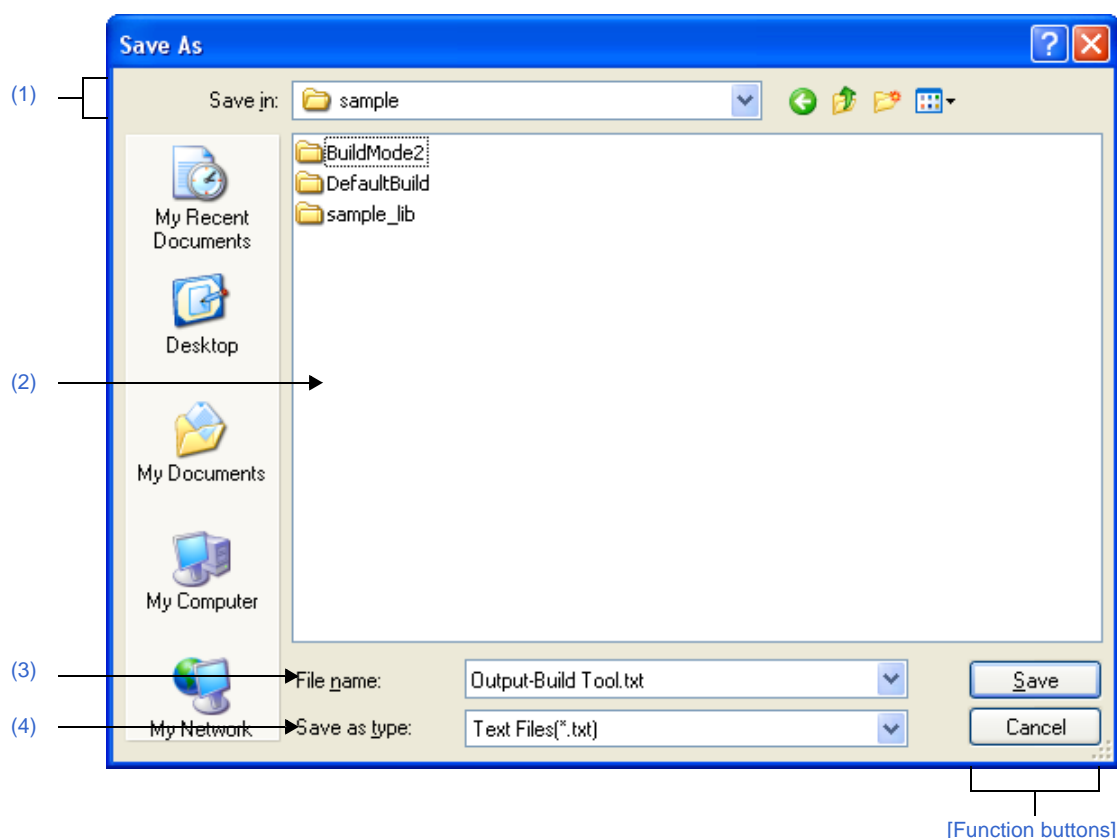 Save As
(1)
Save in:
sample
BuildMode2
DefaultBuild
sample_lib
My Recent
Documents
Desktop
(2)
My Documents
My Computer
(3)
File name:
Output-Build Tool.txt
Save
(4)
My Network
Save as type:
Text Files(*.txt)
Cancel
[Function buttons]